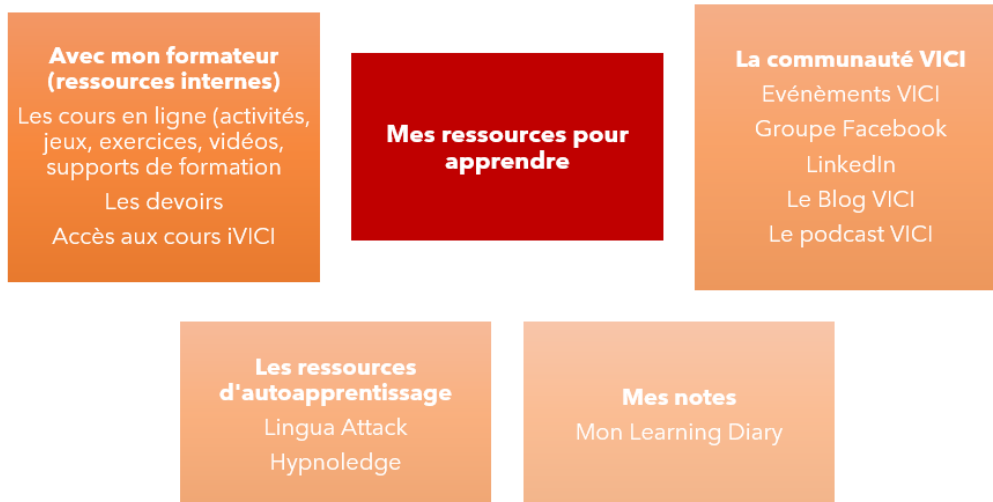 Avec mon formateur
(ressources internes)
Les cours en ligne (activités,
jeux, exercices, vidéos,
supports de formation
Les devoirs
Accès aux cours iVICI
Mes ressources pour
apprendre
La communauté VICI
Evénèments VICI
Groupe Facebook
LinkedIn
Le Blog VICI
Le podcast VICI
Les ressources
d'autoapprentissage
Lingua Attack
Hypnoledge
Mes notes
Mon Learning Diary